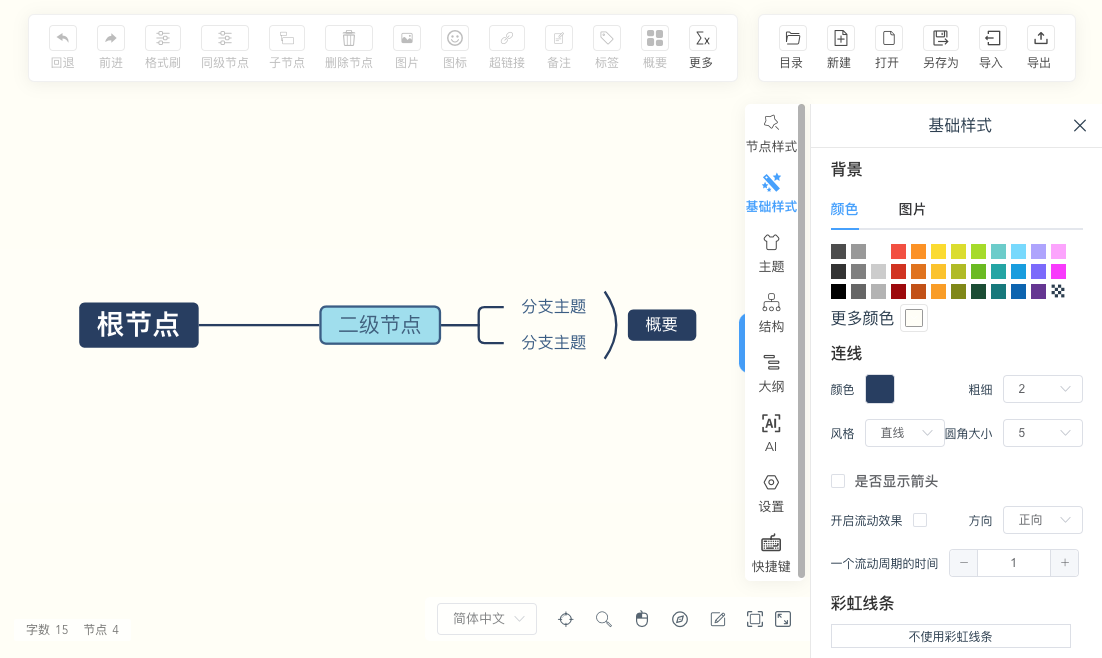 回退 前进 格式刷 同级节点 子节点 删除节点 图片 图标 超链接 备注 标签 概要 更多
目录 新建 打开 另存为 导入 导出
根节点
二级节点
分支主题
分支主题
概要
节点样式
基础样式
主题
结构
大纲
AI
AI
设置
快捷键
基础样式
背景
颜色 图片
更多颜色
连线
颜色 粗细 2
风格 直线 圆角大小 5
是否显示箭头
开启流动效果 方向 正向
一个流动周期的时间 − 1 +
彩虹线条
不使用彩虹线条
字数 15 节点 4
简体中文